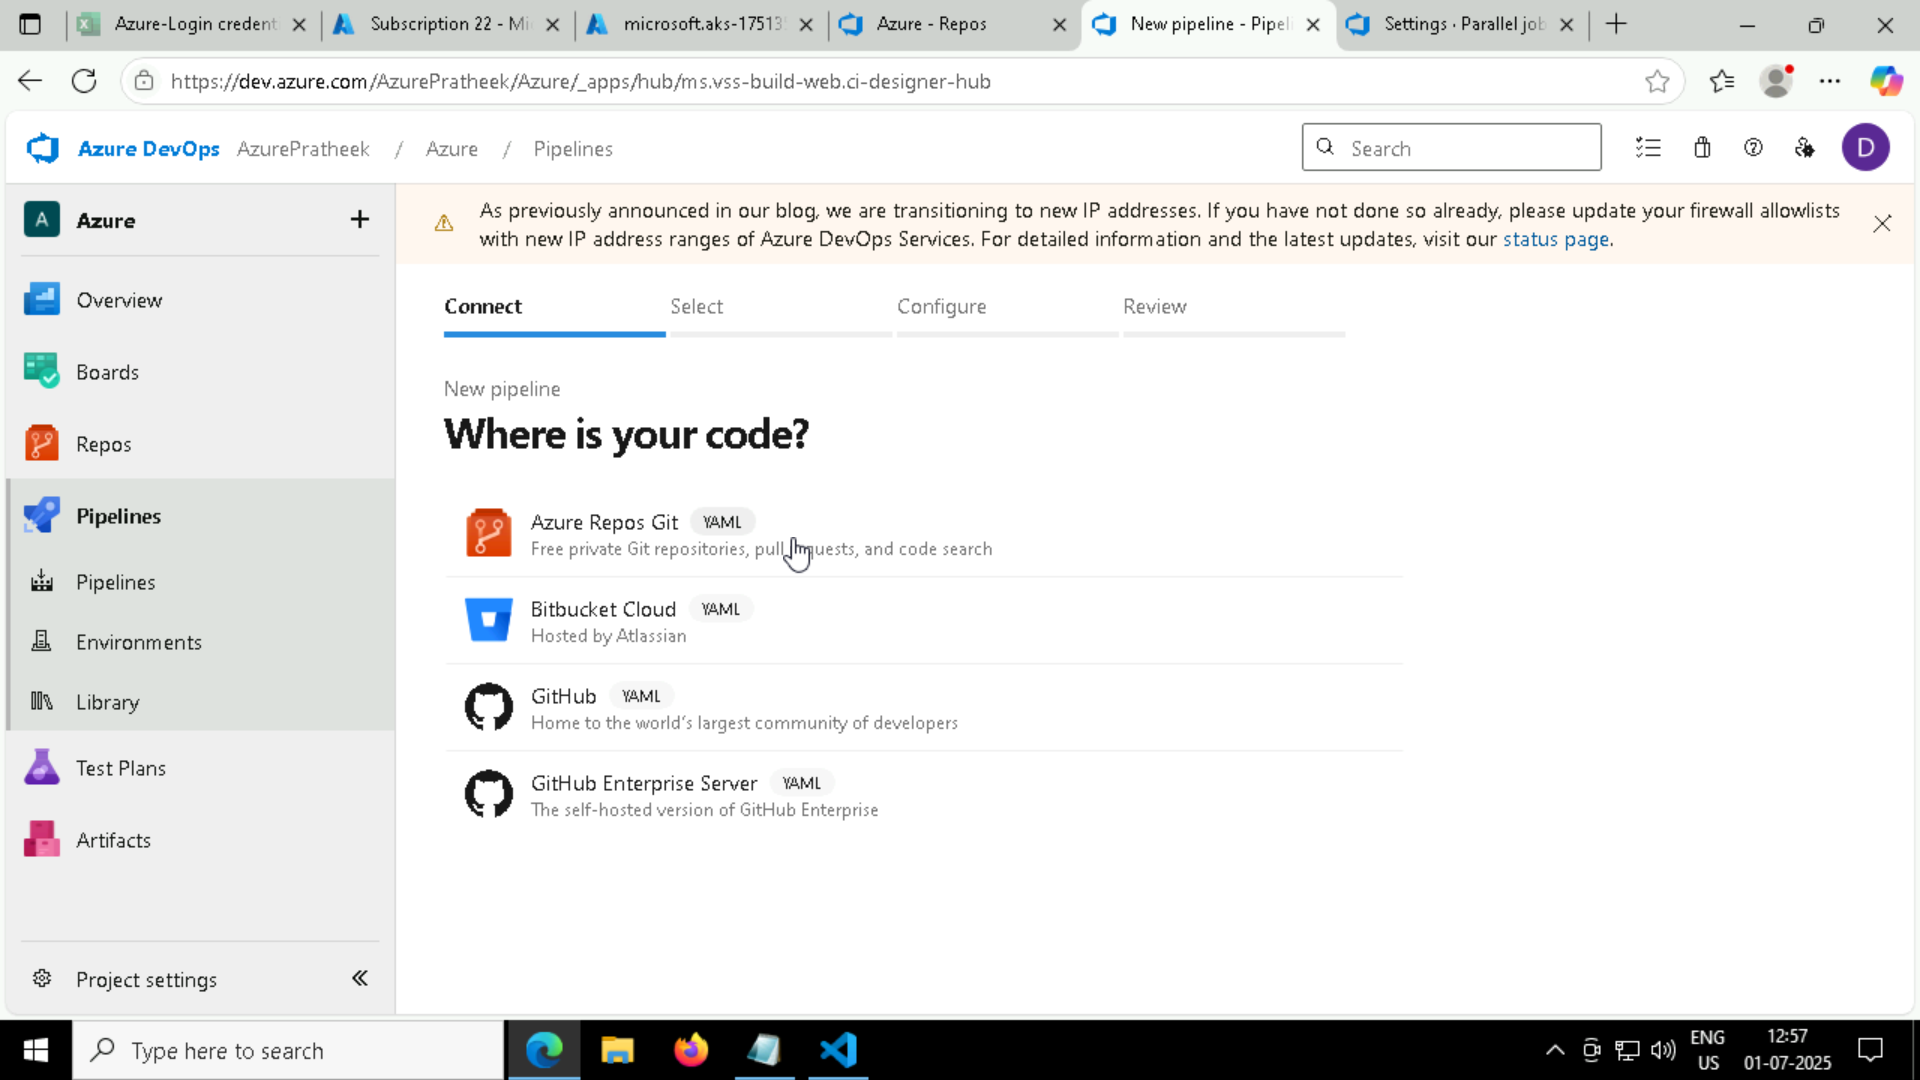 Azure-Login credent
Subscription 22 - Mi
microsoft.aks-17513
Azure - Repos
New pipeline - Pipeli
Settings · Parallel job
https://dev.azure.com/AzurePratheek/Azure/_apps/hub/ms.vss-build-web.ci-designer-hub
Azure DevOps AzurePratheek / Azure / Pipelines
Search
D
A Azure
As previously announced in our blog, we are transitioning to new IP addresses. If you have not done so already, please update your firewall allowlists
with new IP address ranges of Azure DevOps Services. For detailed information and the latest updates, visit our status page.
Overview
Boards
Repos
Pipelines
Pipelines
Environments
Library
Test Plans
Artifacts
Project settings
Connect Select Configure Review
New pipeline
Where is your code?
Azure Repos Git YAML
Free private Git repositories, pull requests, and code search
Bitbucket Cloud YAML
Hosted by Atlassian
GitHub YAML
Home to the world's largest community of developers
GitHub Enterprise Server YAML
The self-hosted version of GitHub Enterprise
Type here to search
ENG
US
12:57
01-07-2025